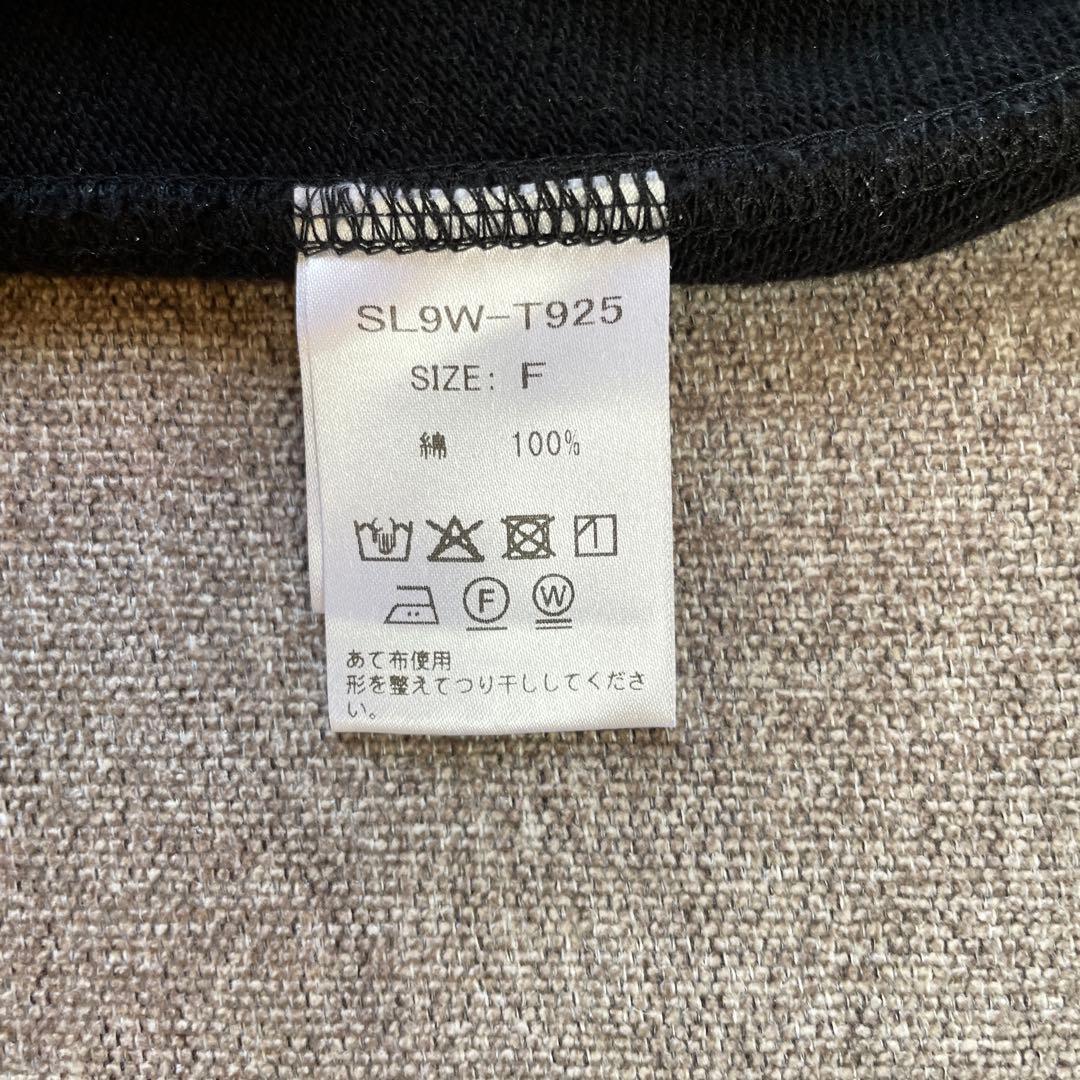 SL9W-T925
SIZE: F
綿 100%
F W
あて布使用
形を整えてつり干ししてくださ
い。